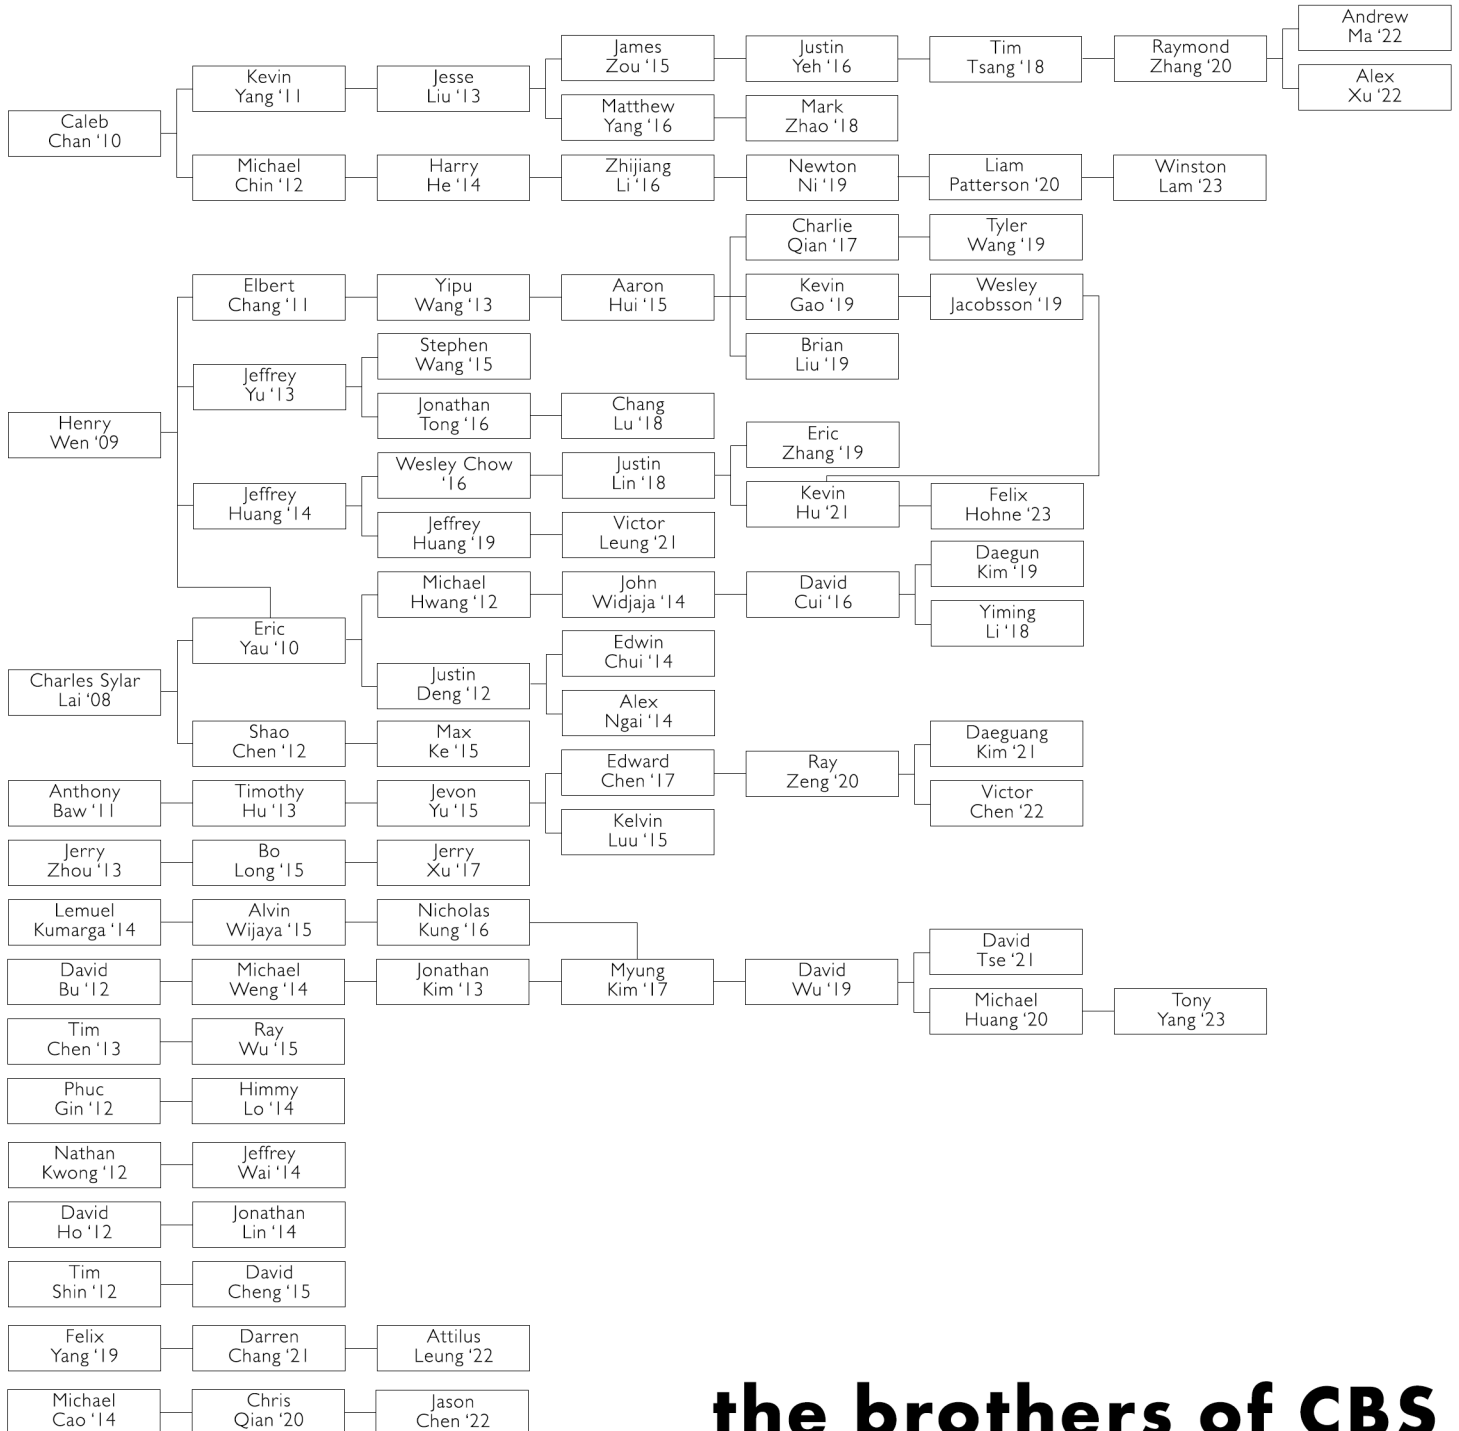 Andrew
Ma ‘22
James
Zou ‘15
Justin
Yeh ‘16
Tim
Tsang ‘18
Raymond
Zhang ‘20
Alex
Xu ‘22
Kevin
Yang ‘11
Jesse
Liu ‘13
Matthew
Yang ‘16
Mark
Zhao ‘18
Caleb
Chan ‘10
Michael
Chin ‘12
Harry
He ‘14
Zhijiang
Li ‘16
Newton
Ni ‘19
Liam
Patterson ‘20
Winston
Lam ‘23
Charlie
Qian ‘17
Tyler
Wang ‘19
Elbert
Chang ‘11
Yipu
Wang ‘13
Aaron
Hui ‘15
Kevin
Gao ‘19
Wesley
Jacobsson ‘19
Stephen
Wang ‘15
Brian
Liu ‘19
Jeffrey
Yu ‘13
Jonathan
Tong ‘16
Chang
Lu ‘18
Henry
Wen ‘09
Eric
Zhang ‘19
Wesley Chow
‘16
Justin
Lin ‘18
Jeffrey
Huang ‘14
Kevin
Hu ‘21
Felix
Hohne ‘23
Jeffrey
Huang ‘19
Victor
Leung ‘21
Daegun
Kim ‘19
Michael
Hwang ‘12
John
Widjaja ‘14
David
Cui ‘16
Yiming
Li ‘18
Eric
Yau ‘10
Edwin
Chui ‘14
Charles Sylar
Lai ‘08
Justin
Deng ‘12
Alex
Ngai ‘14
Shao
Chen ‘12
Max
Ke ‘15
Daeguang
Kim ‘21
Edward
Chen ‘17
Ray
Zeng ‘20
Anthony
Baw ‘11
Timothy
Hu ‘13
Jevon
Yu ‘15
Victor
Chen ‘22
Kelvin
Luu ‘15
Jerry
Zhou ‘13
Bo
Long ‘15
Jerry
Xu ‘17
Lemuel
Kumarga ‘14
Alvin
Wijaya ‘15
Nicholas
Kung ‘16
David
Tse ‘21
David
Bu ‘12
Michael
Weng ‘14
Jonathan
Kim ‘13
Myung
Kim ‘17
David
Wu ‘19
Michael
Huang ‘20
Tony
Yang ‘23
Tim
Chen ‘13
Ray
Wu ‘15
Phuc
Gin ‘12
Himmy
Lo ‘14
Nathan
Kwong ‘12
Jeffrey
Wai ‘14
David
Ho ‘12
Jonathan
Lin ‘14
Tim
Shin ‘12
David
Cheng ‘15
Felix
Yang ‘19
Darren
Chang ‘21
Attilus
Leung ‘22
Michael
Cao ‘14
Chris
Qian ‘20
Jason
Chen ‘22
the brothers of CBS